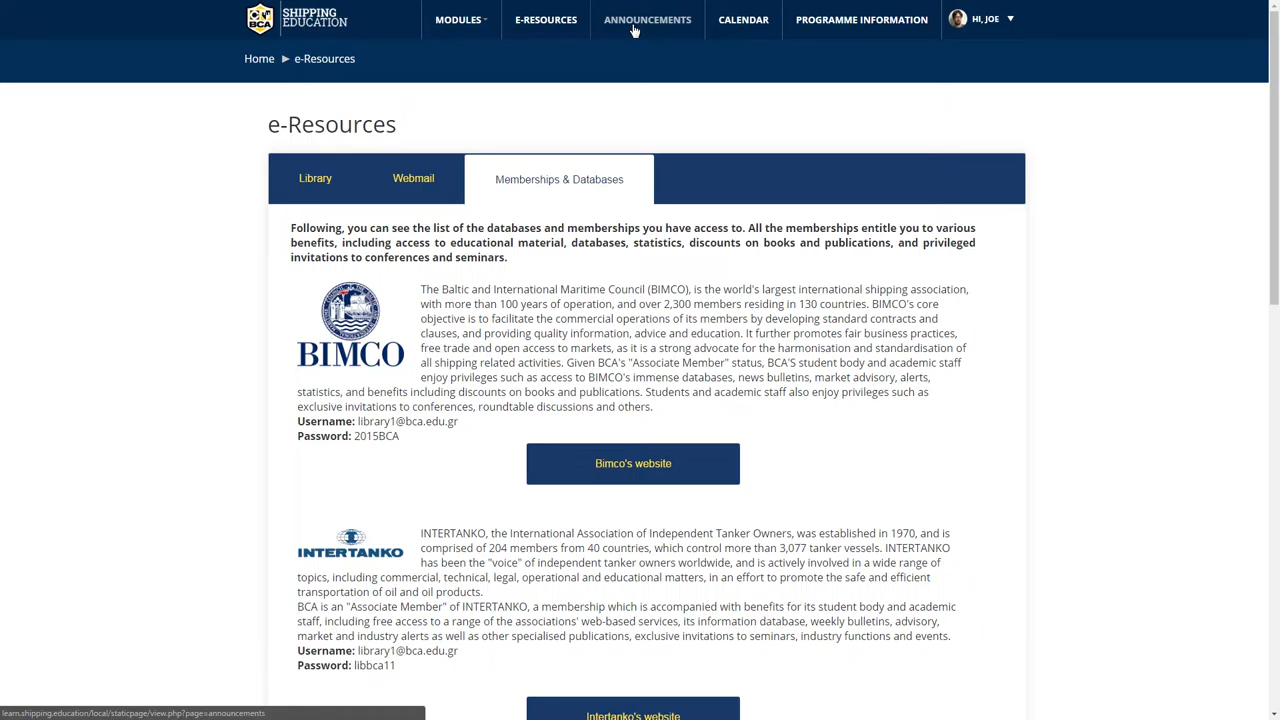 BCA SHIPPING EDUCATION
MODULES E-RESOURCES ANNOUNCEMENTS CALENDAR PROGRAMME INFORMATION HI, JOE
Home e-Resources
e-Resources
Library Webmail Memberships & Databases
Following, you can see the list of the databases and memberships you have access to. All the memberships entitle you to various
benefits, including access to educational material, databases, statistics, discounts on books and publications, and privileged
invitations to conferences and seminars.
The Baltic and International Maritime Council (BIMCO), is the world's largest international shipping association,
with more than 100 years of operation, and over 2,300 members residing in 130 countries. BIMCO's core
objective is to facilitate the commercial operations of its members by developing standard contracts and
clauses, and providing quality information, advice and education. It further promotes fair business practices,
free trade and open access to markets, as it is a strong advocate for the harmonisation and standardisation of
BIMCO
all shipping related activities. Given BCA's "Associate Member" status, BCA'S student body and academic staff
enjoy privileges such as access to BIMCO's immense databases, news bulletins, market advisory, alerts,
statistics, and benefits including discounts on books and publications. Students and academic staff also enjoy privileges such as
exclusive invitations to conferences, roundtable discussions and others.
Username: library1@bca.edu.gr
Password: 2015BCA
Bimco's website
INTERTANKO, the International Association of Independent Tanker Owners, was established in 1970, and is
INTERTANKO
comprised of 204 members from 40 countries, which control more than 3,077 tanker vessels. INTERTANKO
has been the "voice" of independent tanker owners worldwide, and is actively involved in a wide range of
topics, including commercial, technical, legal, operational and educational matters, in an effort to promote the safe and efficient
transportation of oil and oil products.
BCA is an "Associate Member" of INTERTANKO, a membership which is accompanied with benefits for its student body and academic
staff, including free access to a range of the associations' web-based services, its information database, weekly bulletins, advisory,
market and industry alerts as well as other specialised publications, exclusive invitations to seminars, industry functions and events.
Username: library1@bca.edu.gr
Password: libbca11
Intertanko's website
learn.shipping.education/local/staticpage/view.php?page=announcements